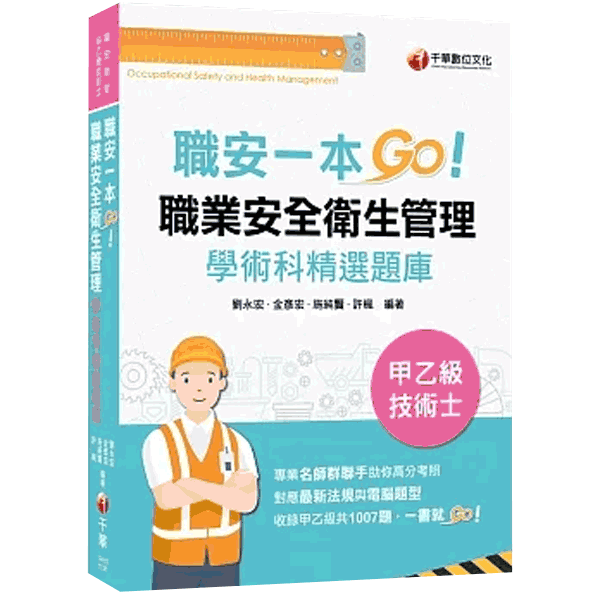 千華數位文化
Occupational Safety and Health Management
職安一本GO!
職業安全衛生管理
學術科精選題庫
劉永宏·金彥宏·施純賢·許楓 編著
甲乙級
技術士
專業名師群聯手助你高分考照
對應最新法規與電腦題型
收錄甲乙級共1007題,一書就GO!
職安一本GO!
職業安全衛生管理
千華